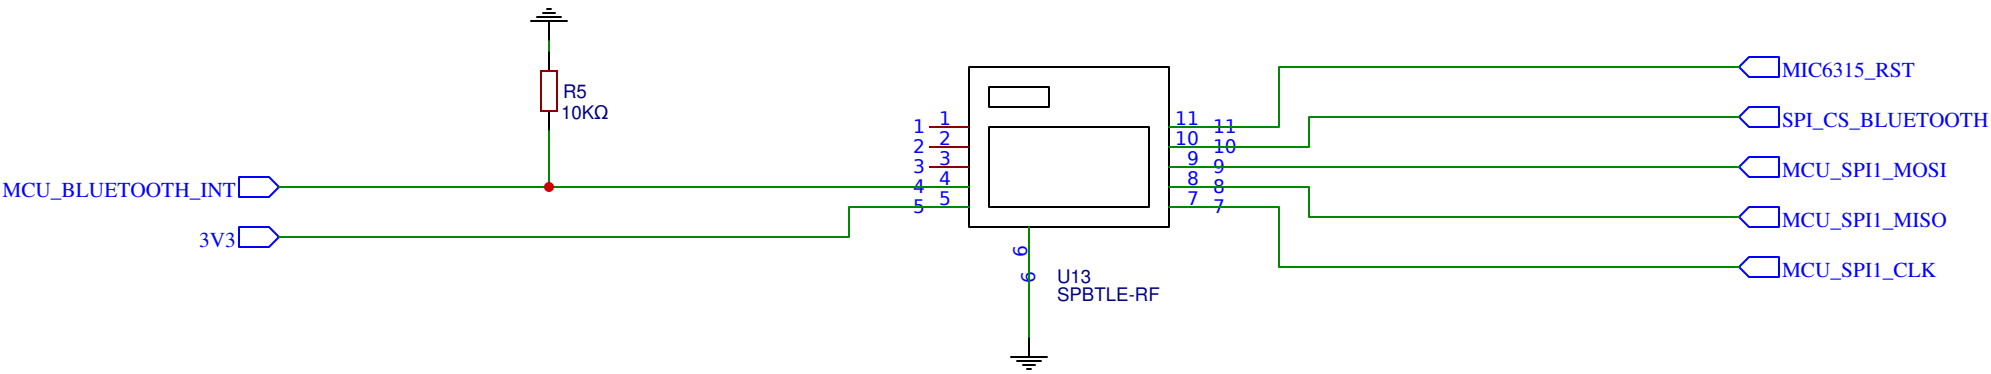 R5
10KΩ
MCU_BLUETOOTH_INT
3V3
1 1
2 2
3 3
4 4
5 5
6
6
11 11
10 10
9 9
8 8
7 7
U13
SPBTLE-RF
MIC6315_RST
SPI_CS_BLUETOOTH
MCU_SPI1_MOSI
MCU_SPI1_MISO
MCU_SPI1_CLK